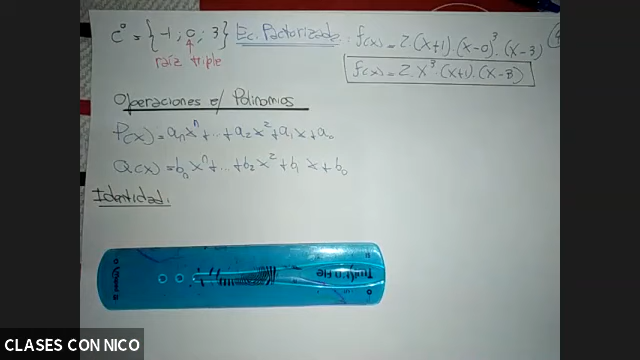 C° = {-1; 0; 3} Ec. Factorizada: f(x) = 2.(x+1).(x-0)³.(x-3)
raíz triple
f(x) = 2.x³.(x+1).(x-3)
Operaciones e/ Polinomios
P(x) = aₙxⁿ+...+a₂x²+a₁x+a₀
Q(x) = bₙxⁿ+...+b₂x²+b₁x+b₀
Identidad:
CLASES CON NICO